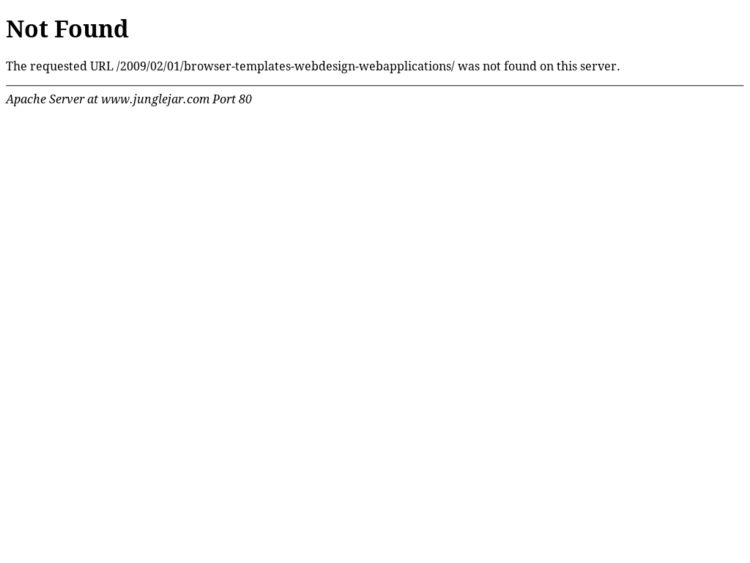 Not Found
The requested URL /2009/02/01/browser-templates-webdesign-webapplications/ was not found on this server.
Apache Server at www.junglejar.com Port 80